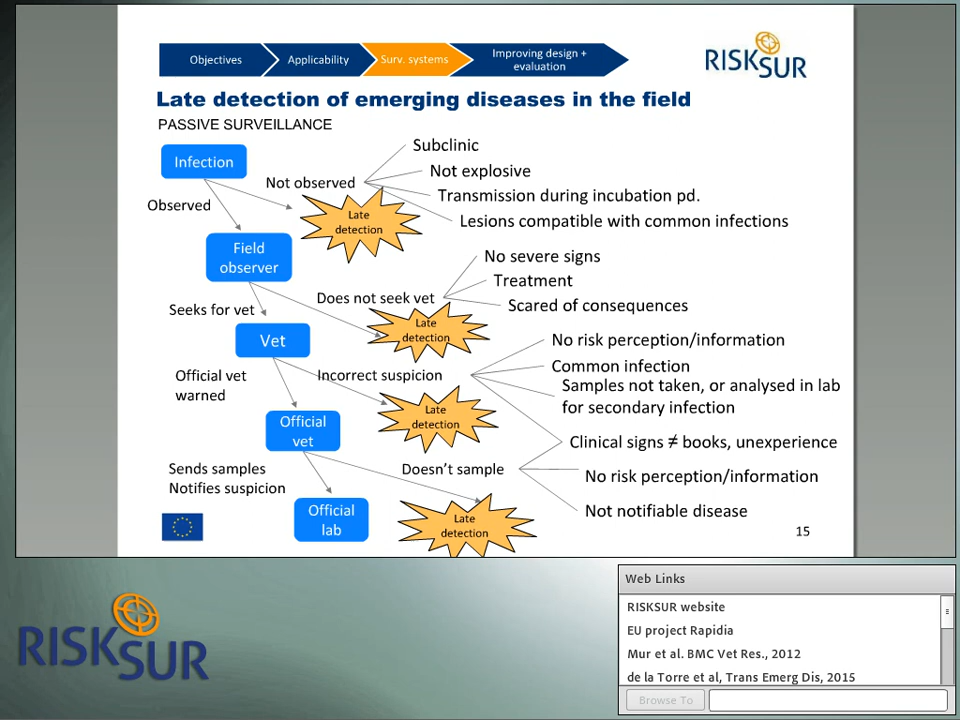 Objectives
Applicability
Surv. systems
Improving design +
evaluation
RISKSUR
Late detection of emerging diseases in the field
PASSIVE SURVEILLANCE
Infection
Not observed
Subclinic
Not explosive
Transmission during incubation pd.
Lesions compatible with common infections
Observed
Late
detection
Field
observer
Does not seek vet
No severe signs
Treatment
Scared of consequences
Seeks for vet
Late
detection
Vet
Incorrect suspicion
No risk perception/information
Common infection
Samples not taken, or analysed in lab
for secondary infection
Clinical signs ≠ books, unexperience
Official vet
warned
Late
detection
Official
vet
Doesn't sample
No risk perception/information
Not notifiable disease
Sends samples
Notifies suspicion
Late
detection
Official
lab
15
RISKSUR
Web Links
RISKSUR website
EU project Rapidia
Mur et al. BMC Vet Res., 2012
de la Torre et al, Trans Emerg Dis, 2015
Browse To